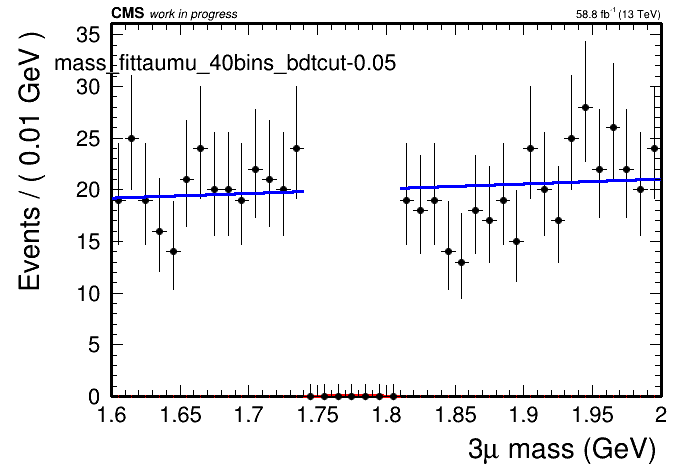 CMS work in progress
58.8 fb-1 (13 TeV)
mass_fittaumu_40bins_bdtcut-0.05
Events / ( 0.01 GeV )
35
30
25
20
15
10
5
0
1.6 1.65 1.7 1.75 1.8 1.85 1.9 1.95 2
3μ mass (GeV)